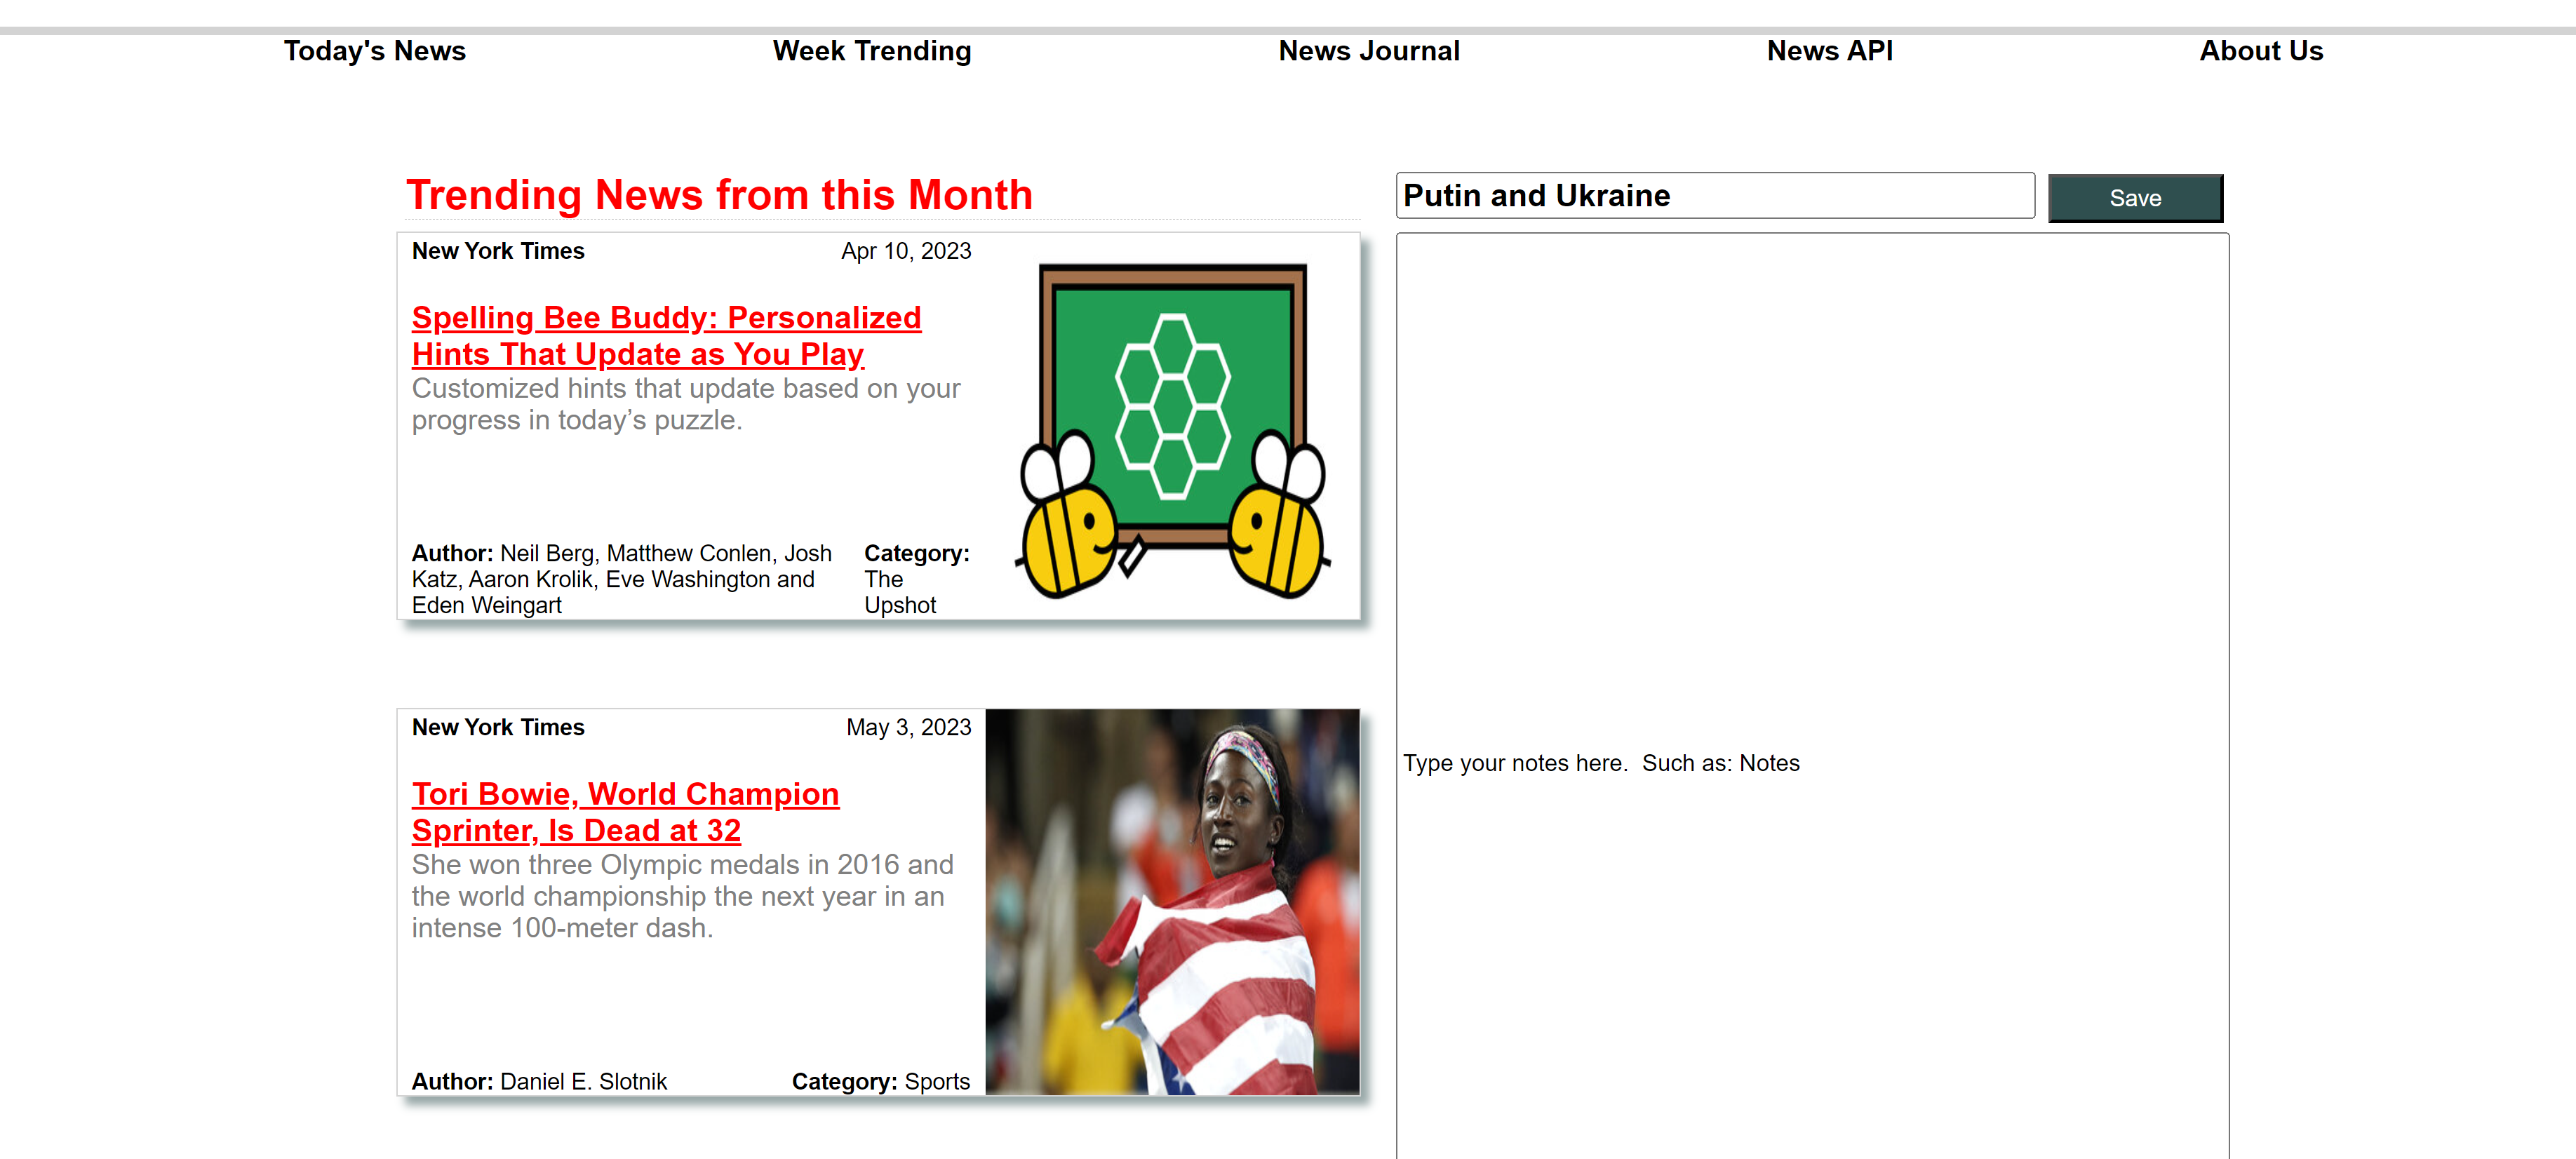 Today's News Week Trending News Journal News API About Us
Trending News from this Month
New York Times Apr 10, 2023
Spelling Bee Buddy: Personalized
Hints That Update as You Play
Customized hints that update based on your
progress in today’s puzzle.
Author: Neil Berg, Matthew Conlen, Josh
Katz, Aaron Krolik, Eve Washington and
Eden Weingart
Category:
The
Upshot
New York Times May 3, 2023
Tori Bowie, World Champion
Sprinter, Is Dead at 32
She won three Olympic medals in 2016 and
the world championship the next year in an
intense 100-meter dash.
Author: Daniel E. Slotnik Category: Sports
Putin and Ukraine Save
Type your notes here.  Such as: Notes